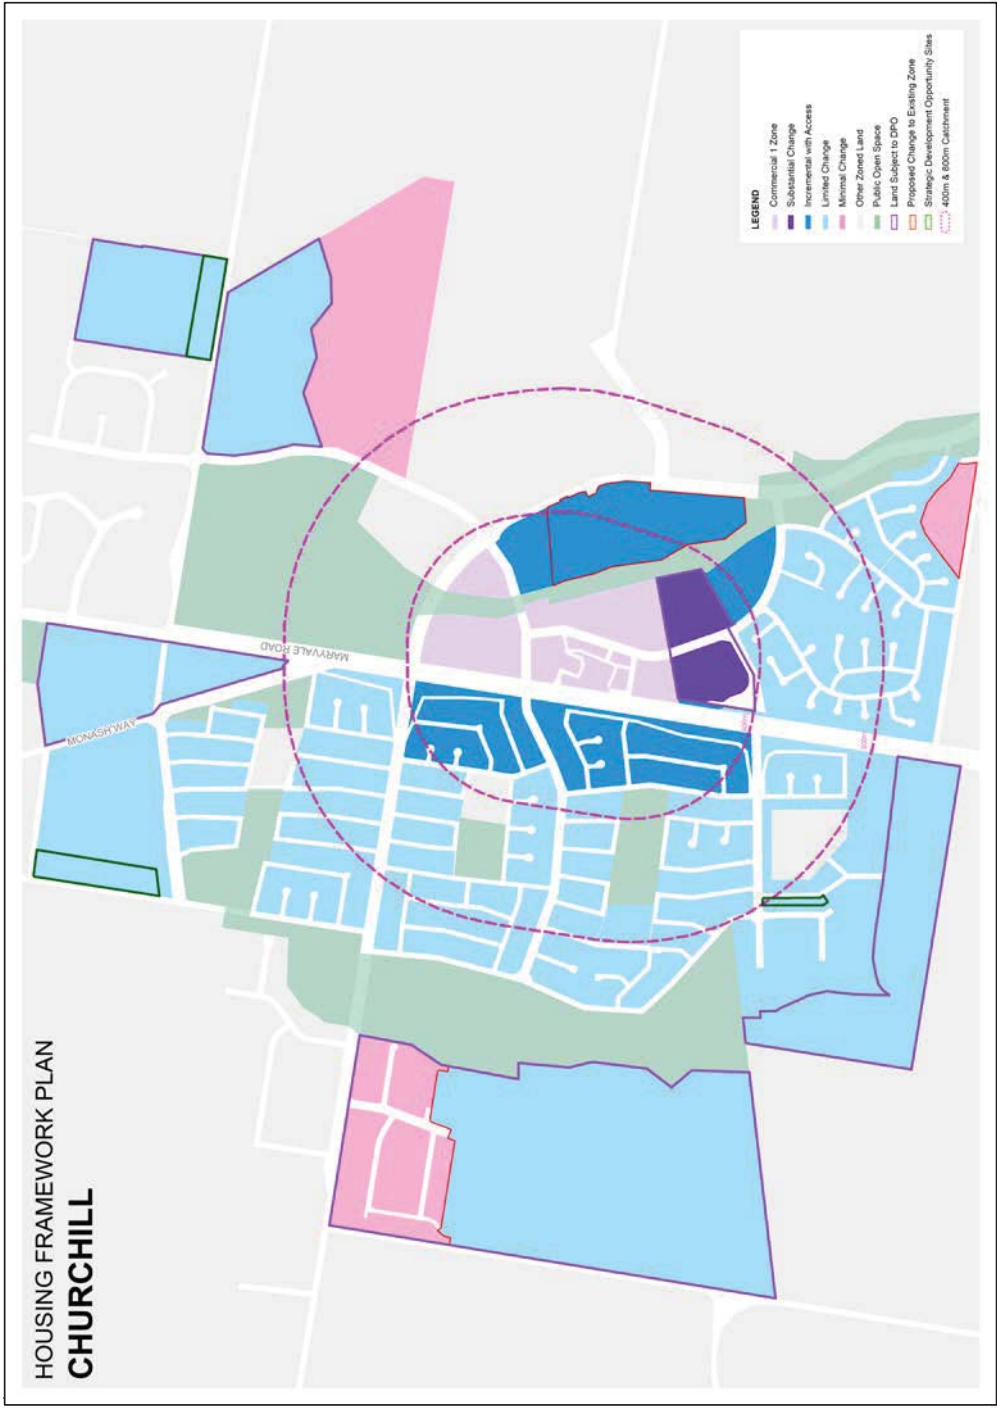 HOUSING FRAMEWORK PLAN
CHURCHILL
MONASH WAY
MARYVALE ROAD
LEGEND
Commercial 1 Zone
Substantial Change
Incremental with Access
Limited Change
Minimal Change
Other Zoned Land
Public Open Space
Land Subject to DPO
Proposed Change to Existing Zone
Strategic Development Opportunity Sites
400m & 800m Catchment